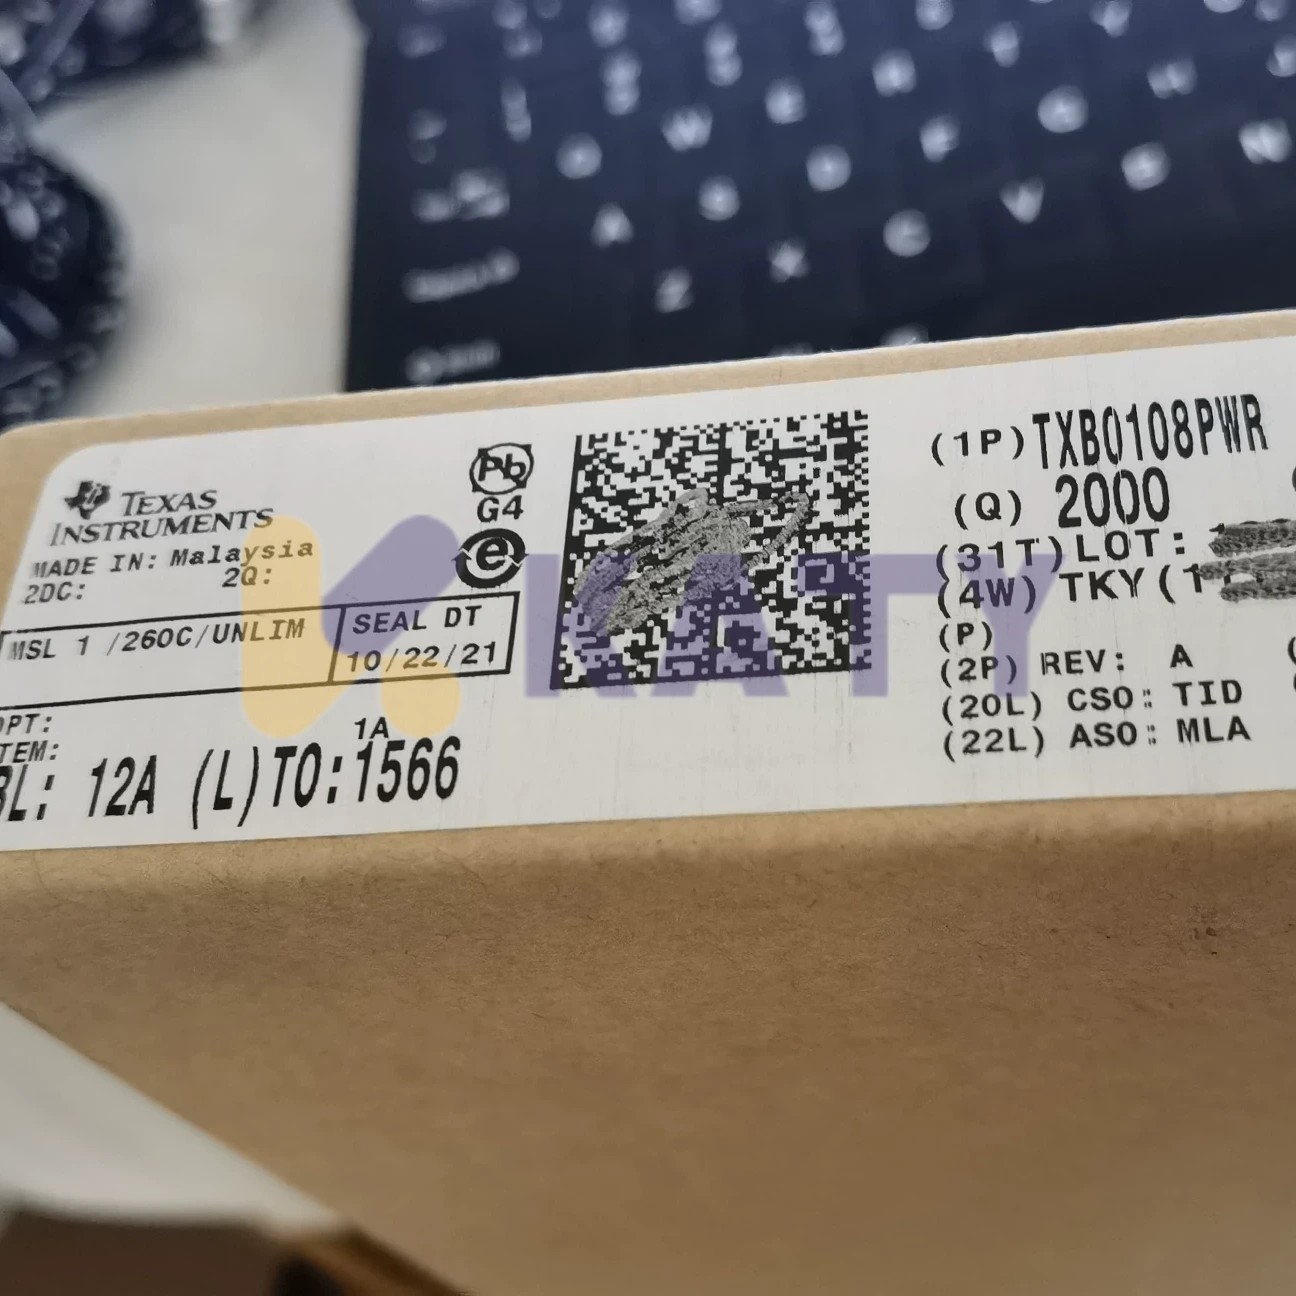 TEXAS
INSTRUMENTS
MADE IN: Malaysia
2DC: 2Q:
MSL 1 /260C/UNLIM
SEAL DT
10/22/21
OPT:
1A
BL: 12A (L)TO:1566
Pb
G4
e
KATY
(1P)TXB0108PWR
(Q) 2000
(31T)LOT:
(4W) TKY(1
(P)
(2P) REV: A
(20L) CSO: TID
(22L) ASO: MLA
W
E
A
S
D
F
Z
X
C
V